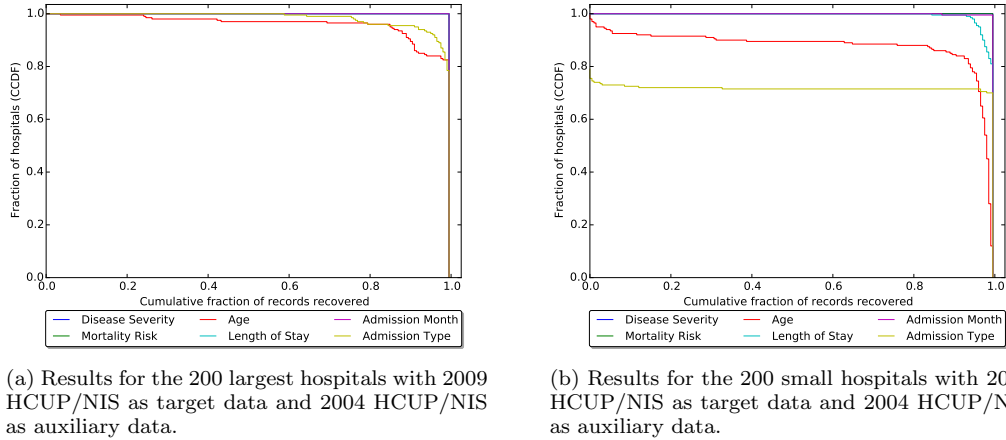 1.0
0.8
0.6
0.4
0.2
0.0
Fraction of hospitals (CCDF)
0.0 0.2 0.4 0.6 0.8 1.0
Cumulative fraction of records recovered
Disease Severity Age Admission Month
Mortality Risk Length of Stay Admission Type
(a) Results for the 200 largest hospitals with 2009
HCUP/NIS as target data and 2004 HCUP/NIS
as auxiliary data.
1.0
0.8
0.6
0.4
0.2
0.0
Fraction of hospitals (CCDF)
0.0 0.2 0.4 0.6 0.8 1.0
Cumulative fraction of records recovered
Disease Severity Age Admission Month
Mortality Risk Length of Stay Admission Type
(b) Results for the 200 small hospitals with
HCUP/NIS as target data and 2004
as auxiliary data.